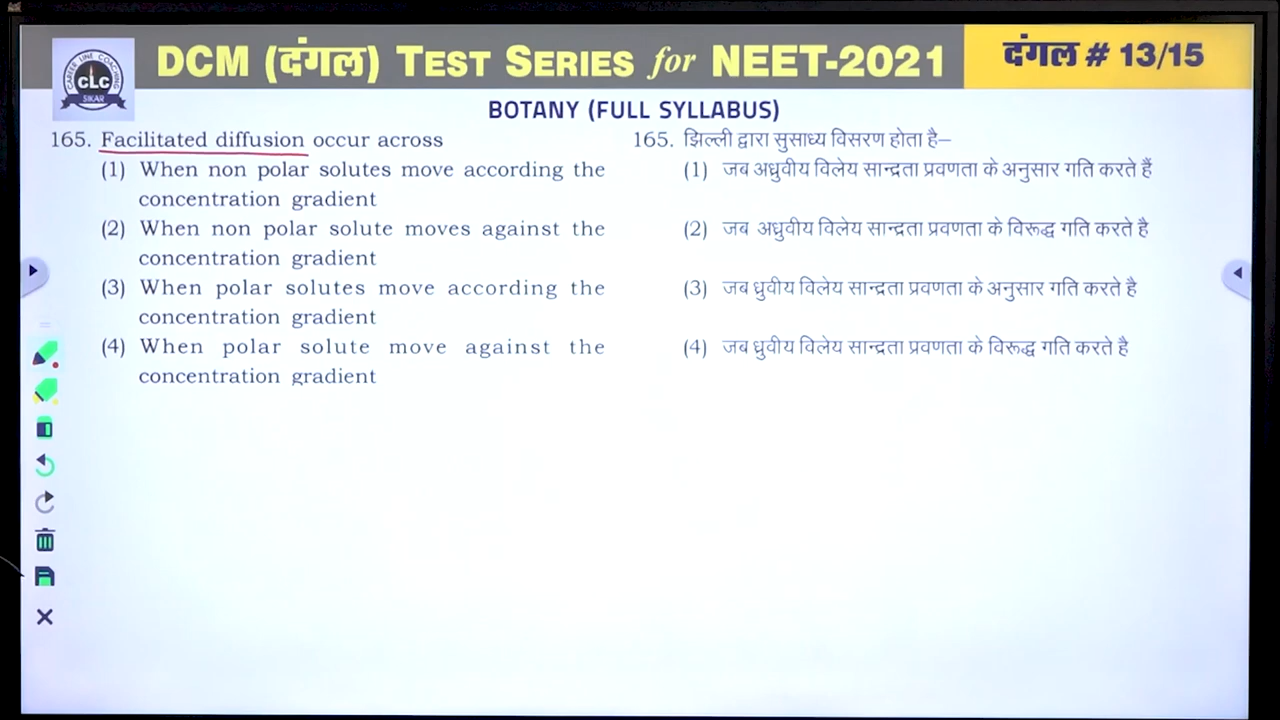 DCM (दंगल) TEST SERIES for NEET-2021
दंगल # 13/15
CAREER LINE COACHING
CLC
SIKAR
BOTANY (FULL SYLLABUS)
165. Facilitated diffusion occur across
(1) When non polar solutes move according the
concentration gradient
(2) When non polar solute moves against the
concentration gradient
(3) When polar solutes move according the
concentration gradient
(4) When polar solute move against the
concentration gradient
165. झिल्ली द्वारा सुसाध्य विसरण होता है–
(1) जब अध्रुवीय विलेय सान्द्रता प्रवणता के अनुसार गति करते हैं
(2) जब अध्रुवीय विलेय सान्द्रता प्रवणता के विरूद्ध गति करते है
(3) जब ध्रुवीय विलेय सान्द्रता प्रवणता के अनुसार गति करते है
(4) जब ध्रुवीय विलेय सान्द्रता प्रवणता के विरूद्ध गति करते है